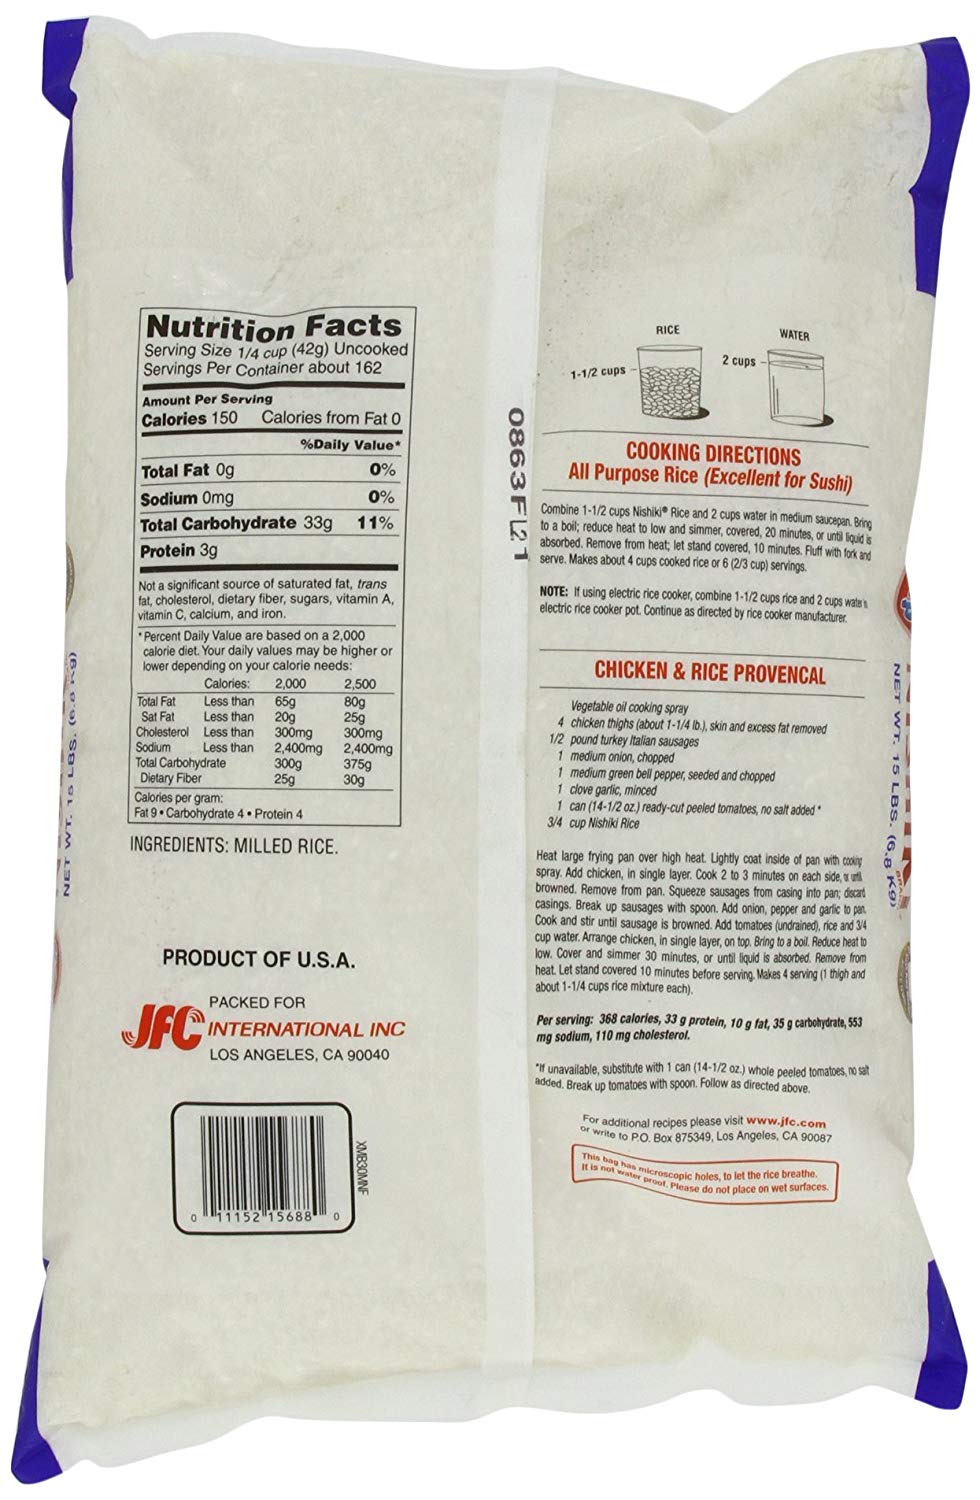 Nutrition Facts
Serving Size 1/4 cup (42g) Uncooked
Servings Per Container about 162
Amount Per Serving
Calories 150 Calories from Fat 0
%Daily Value*
Total Fat 0g 0%
Sodium 0mg 0%
Total Carbohydrate 33g 11%
Protein 3g
Not a significant source of saturated fat, trans
fat, cholesterol, dietary fiber, sugars, vitamin A,
vitamin C, calcium, and iron.
*Percent Daily Value are based on a 2,000
calorie diet. Your daily values may be higher or
lower depending on your calorie needs:
Calories: 2,000 2,500
Total Fat Less than 65g 80g
Sat Fat Less than 20g 25g
Cholesterol Less than 300mg 300mg
Sodium Less than 2,400mg 2,400mg
Total Carbohydrate 300g 375g
Dietary Fiber 25g 30g
Calories per gram:
Fat 9 • Carbohydrate 4 • Protein 4
INGREDIENTS: MILLED RICE.
PRODUCT OF U.S.A.
PACKED FOR
JFC INTERNATIONAL INC
LOS ANGELES, CA 90040
XMB30MNF
0 11152 15688 0
NET WT. 15 LBS. (6.8 Kg)
0863FL21
RICE
WATER
1-1/2 cups
2 cups
COOKING DIRECTIONS
All Purpose Rice (Excellent for Sushi)
Combine 1-1/2 cups Nishiki® Rice and 2 cups water in medium saucepan. Bring
to a boil; reduce heat to low and simmer, covered, 20 minutes, or until liquid is
absorbed. Remove from heat; let stand covered, 10 minutes. Fluff with fork and
serve. Makes about 4 cups cooked rice or 6 (2/3 cup) servings.
NOTE: If using electric rice cooker, combine 1-1/2 cups rice and 2 cups water in
electric rice cooker pot. Continue as directed by rice cooker manufacturer.
CHICKEN & RICE PROVENCAL
Vegetable oil cooking spray
4 chicken thighs (about 1-1/4 lb.), skin and excess fat removed
1/2 pound turkey Italian sausages
1 medium onion, chopped
1 medium green bell pepper, seeded and chopped
1 clove garlic, minced
1 can (14-1/2 oz.) ready-cut peeled tomatoes, no salt added *
3/4 cup Nishiki Rice
Heat large frying pan over high heat. Lightly coat inside of pan with cooking
spray. Add chicken, in single layer. Cook 2 to 3 minutes on each side, or until
browned. Remove from pan. Squeeze sausages from casing into pan; discard
casings. Break up sausages with spoon. Add onion, pepper and garlic to pan.
Cook and stir until sausage is browned. Add tomatoes (undrained), rice and 3/4
cup water. Arrange chicken, in single layer, on top. Bring to a boil. Reduce heat to
low. Cover and simmer 30 minutes, or until liquid is absorbed. Remove from
heat. Let stand covered 10 minutes before serving. Makes 4 serving (1 thigh and
about 1-1/4 cups rice mixture each).
Per serving: 368 calories, 33 g protein, 10 g fat, 35 g carbohydrate, 553
mg sodium, 110 mg cholesterol.
*If unavailable, substitute with 1 can (14-1/2 oz.) whole peeled tomatoes, no salt
added. Break up tomatoes with spoon. Follow as directed above.
For additional recipes please visit www.jfc.com
or write to P.O. Box 875349, Los Angeles, CA 90087
This bag has microscopic holes, to let the rice breathe.
It is not water proof. Please do not place on wet surfaces.
NET WT. 15 LBS. (6.8 Kg)